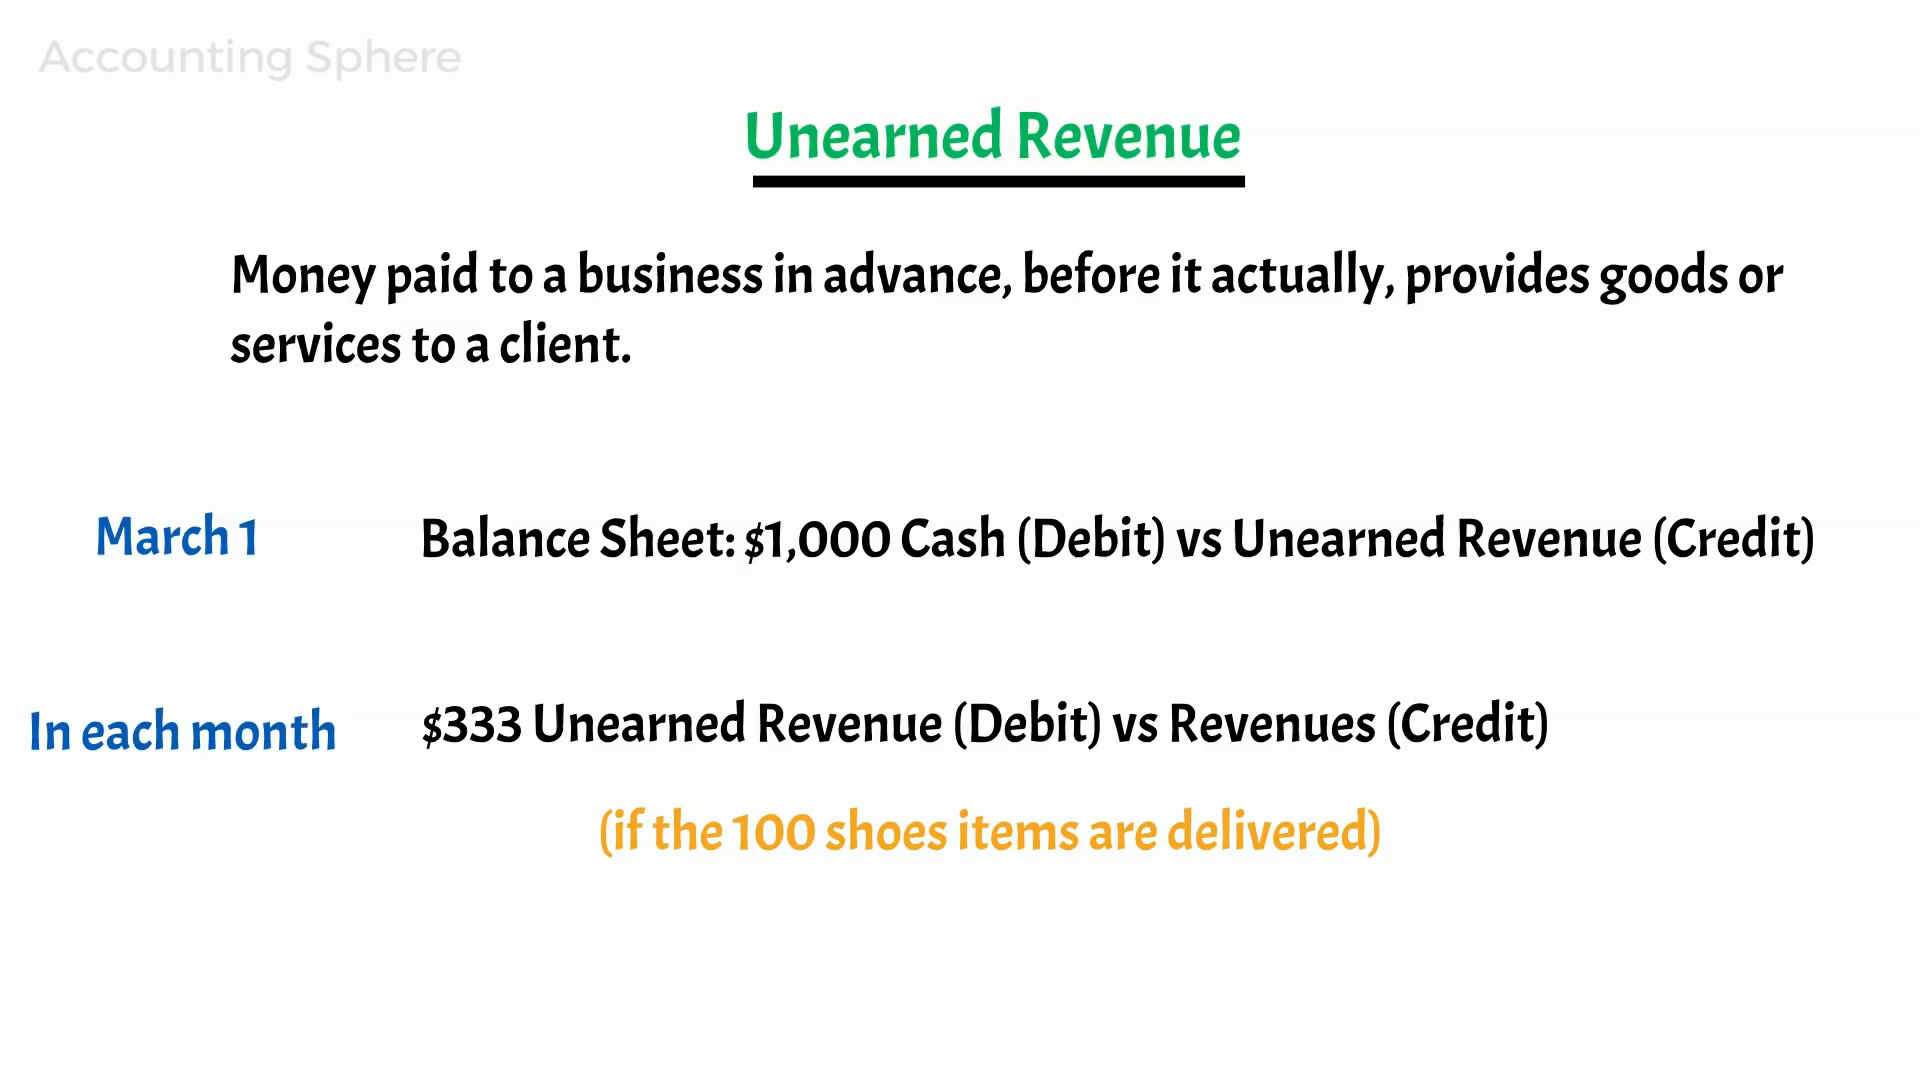 Accounting Sphere
Unearned Revenue
Money paid to a business in advance, before it actually, provides goods or
services to a client.
March 1
Balance Sheet: $1,000 Cash (Debit) vs Unearned Revenue (Credit)
In each month
$333 Unearned Revenue (Debit) vs Revenues (Credit)
(if the 100 shoes items are delivered)